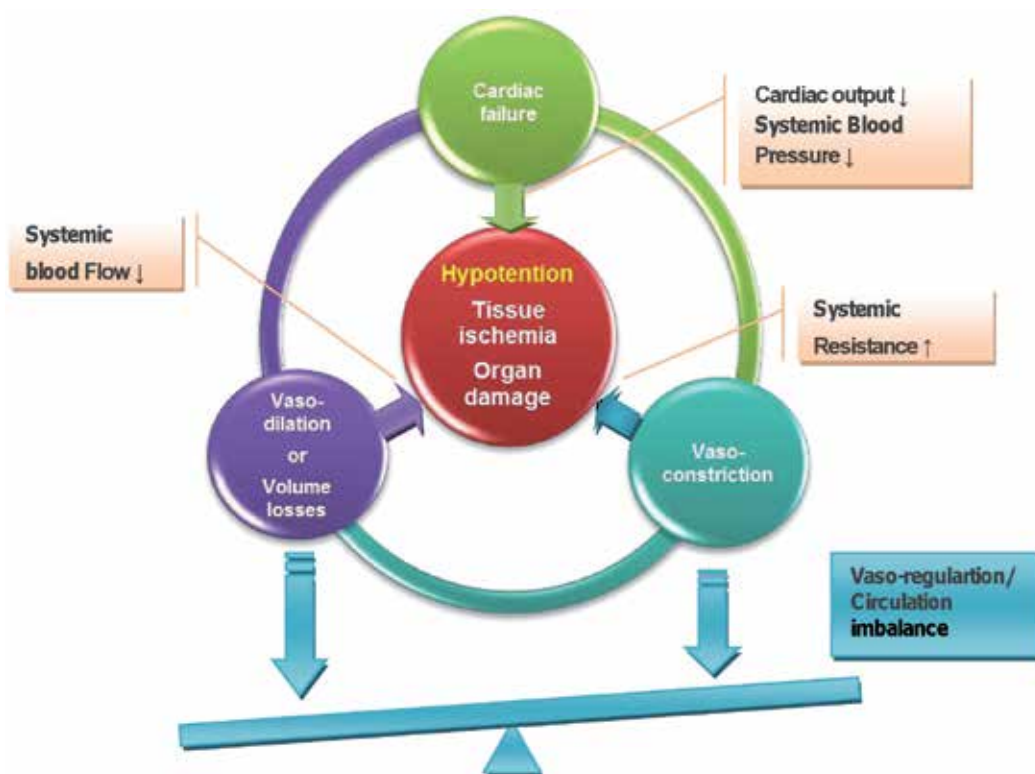 Cardiac
failure
Cardiac output ↓
Systemic Blood
Pressure ↓
Systemic
blood Flow ↓
Hypotention
Tissue
ischemia
Organ
damage
Systemic
Resistance ↑
Vaso-
dilation
or
Volume
losses
Vaso-
constriction
Vaso-regulartion/
Circulation
imbalance